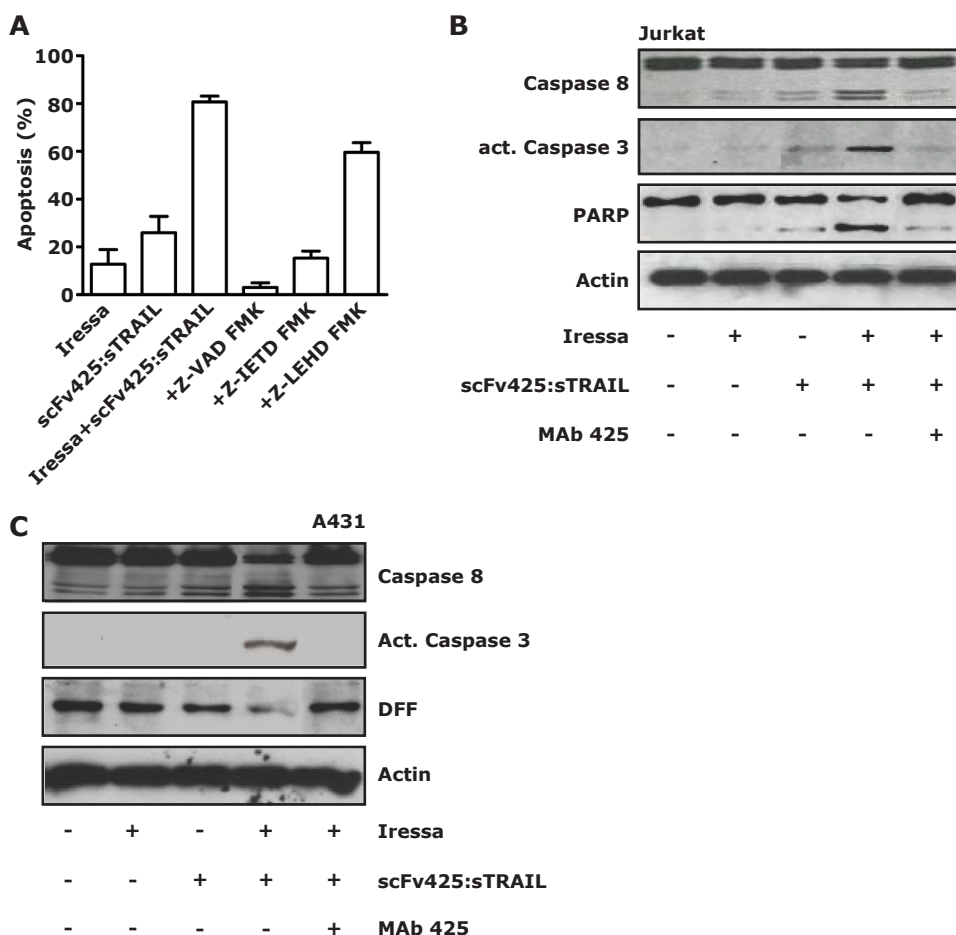 A
100
80
60
40
20
0
Apoptosis (%)
Iressa
scFv425:sTRAIL
Iressa+scFv425:sTRAIL
+Z-VAD FMK
+Z-IETD FMK
+Z-LEHD FMK
B
Jurkat
Caspase 8
act. Caspase 3
PARP
Actin
Iressa - + - + +
scFv425:sTRAIL - - + + +
MAb 425 - - - - +
C
A431
Caspase 8
Act. Caspase 3
DFF
Actin
- + - + + Iressa
- - + + + scFv425:sTRAIL
- - - - + MAb 425